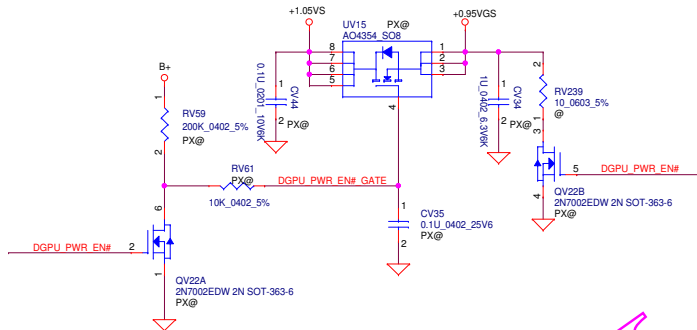 +1.05VS
+0.95VGS
UV15
PX@
AO4354_SO8
8
7
6
5
1
2
3
4
B+
1
RV59
200K_0402_5%
PX@
2
0.1U_0201_10V6K
1
CV44
2
PX@
1U_0402_6.3V6K
1
CV34
2
PX@
2
RV239
10_0603_5%
@
1
3
DGPU_PWR_EN#
5
4
QV22B
2N7002EDW 2N SOT-363-6
PX@
RV61
PX@
10K_0402_5%
DGPU_PWR_EN#_GATE
1
CV35
0.1U_0402_25V6
PX@
2
6
DGPU_PWR_EN#
2
1
QV22A
2N7002EDW 2N SOT-363-6
PX@